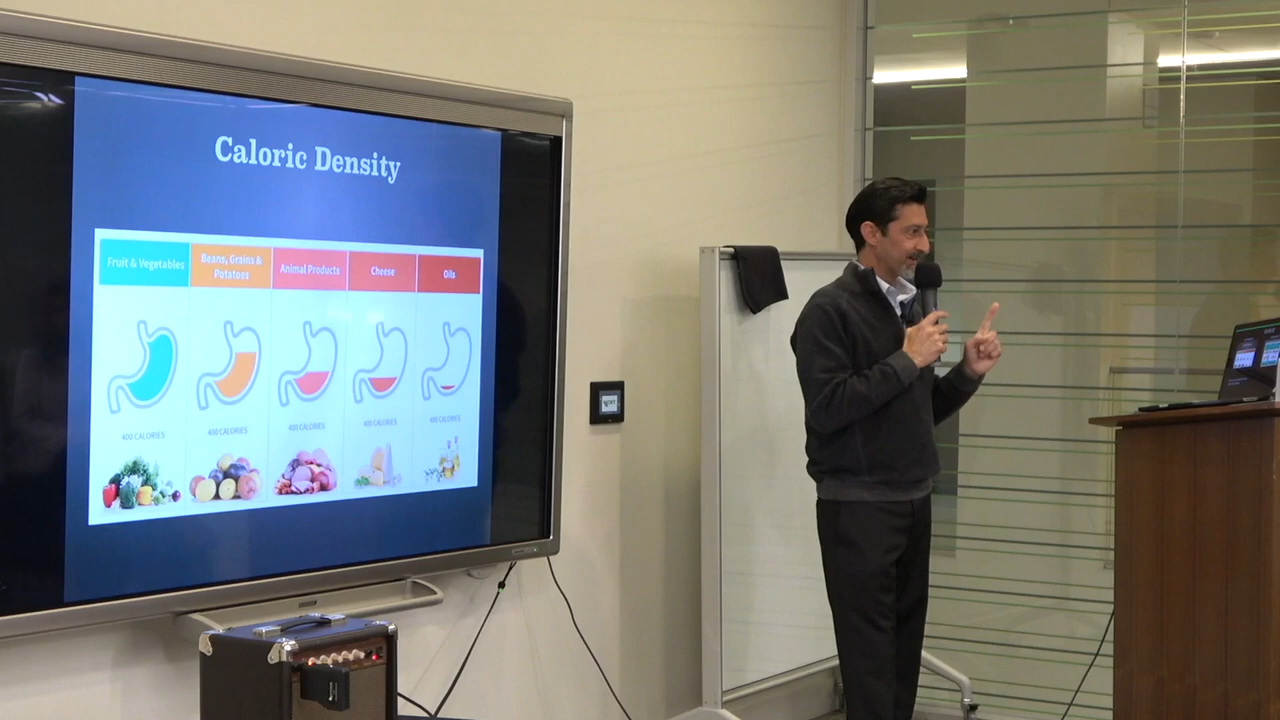 Caloric Density
Fruit & Vegetables
Beans, Grains &
Potatoes
Animal Products
Cheese
Oils
400 CALORIES
400 CALORIES
400 CALORIES
400 CALORIES
400 CALORIES